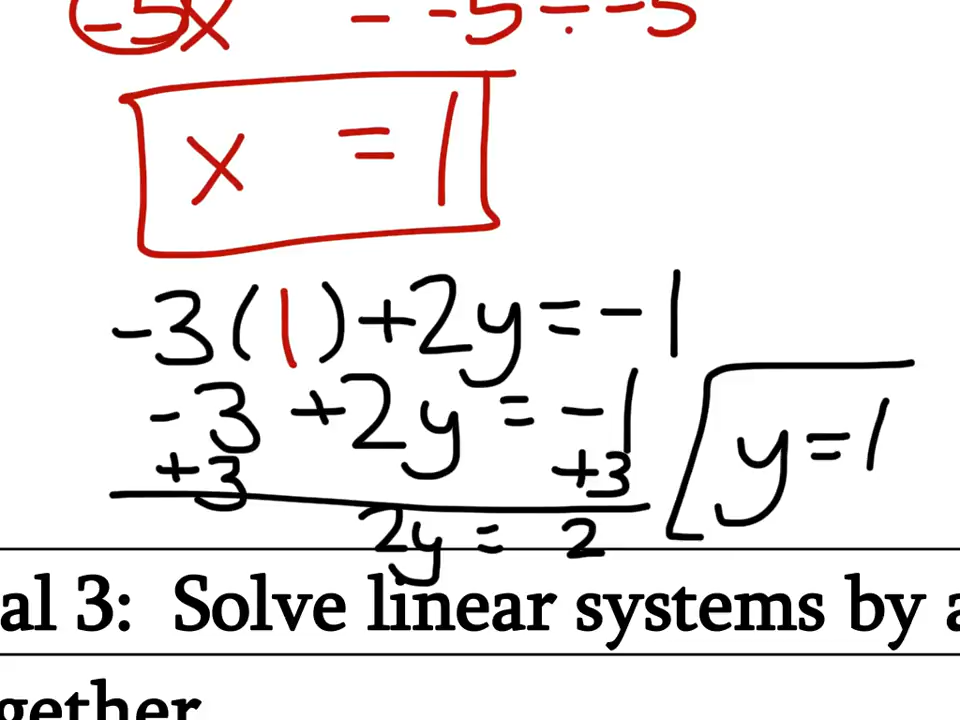 -5x = -5 ÷ -5
x = 1
-3(1)+2y=-1
-3 +2y = -1
+3 +3
y=1
2y = 2
al 3: Solve linear systems by a
gether